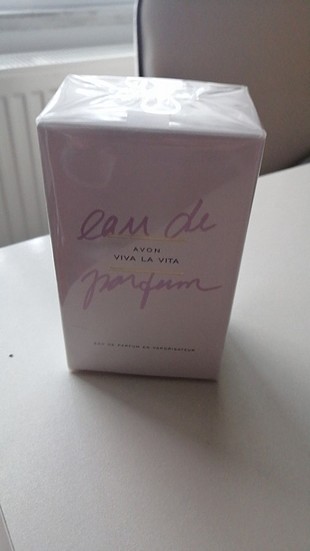 eau de
AVON
VIVA LA VITA
parfum
EAU DE PARFUM EN VAPORISATEUR